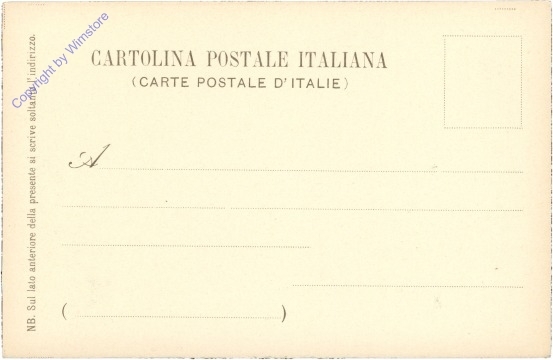 CARTOLINA POSTALE ITALIANA
(CARTE POSTALE D'ITALIE)
A
( )
NB. Sul lato anteriore della presente si scrive soltanto l'indirizzo.
Copyright by Wimstore